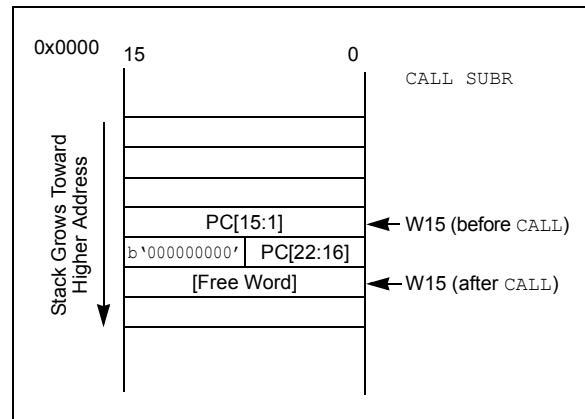 0x0000
15 0
CALL SUBR
Stack Grows Toward
Higher Address
PC[15:1]
W15 (before CALL)
b‘000000000’ PC[22:16]
[Free Word]
W15 (after CALL)